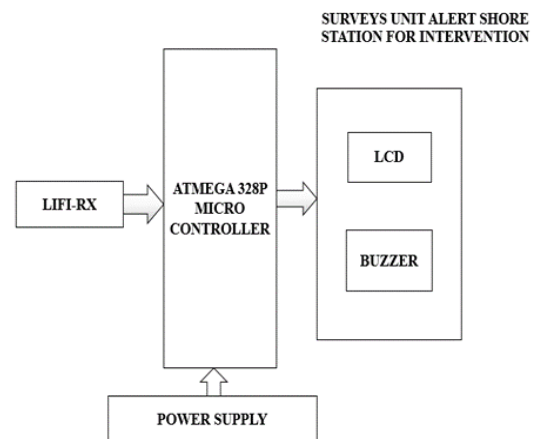 SURVEYS UNIT ALERT SHORE
STATION FOR INTERVENTION
LCD
ATMEGA 328P
MICRO
CONTROLLER
LIFI-RX
BUZZER
POWER SUPPLY